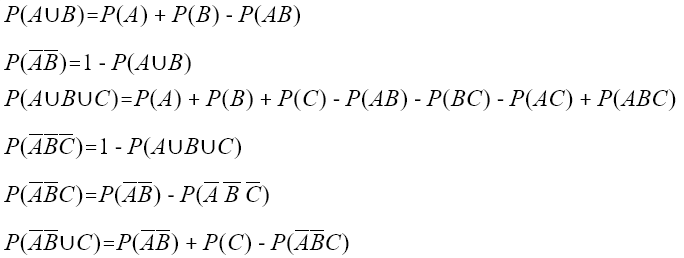 P(A∪B)=P(A) + P(B) - P(AB)
P(A̅B̅)=1 - P(A∪B)
P(A∪B∪C)=P(A) + P(B) + P(C) - P(AB) - P(BC) - P(AC) + P(ABC)
P(A̅B̅C̅)=1 - P(A∪B∪C)
P(A̅B̅C)=P(A̅B̅) - P(A̅ B̅ C̅)
P(A̅B̅∪C)=P(A̅B̅) + P(C) - P(A̅B̅C)